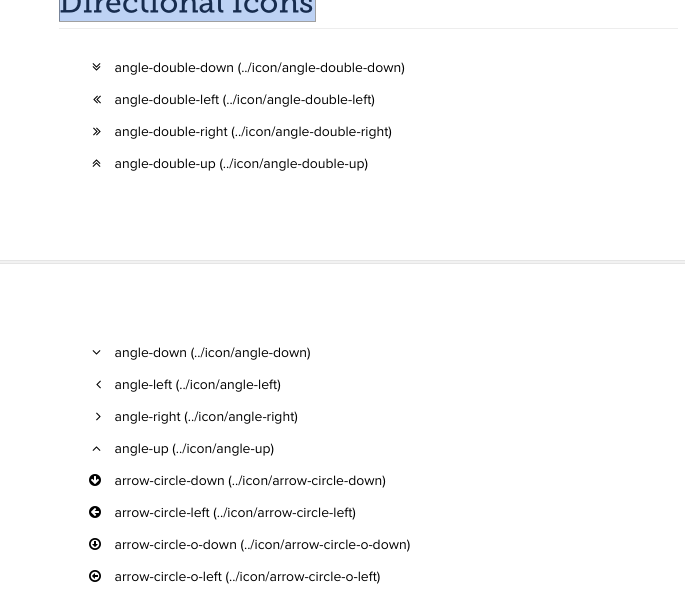 Directional Icons
angle-double-down (../icon/angle-double-down)
angle-double-left (../icon/angle-double-left)
angle-double-right (../icon/angle-double-right)
angle-double-up (../icon/angle-double-up)
angle-down (../icon/angle-down)
angle-left (../icon/angle-left)
angle-right (../icon/angle-right)
angle-up (../icon/angle-up)
arrow-circle-down (../icon/arrow-circle-down)
arrow-circle-left (../icon/arrow-circle-left)
arrow-circle-o-down (../icon/arrow-circle-o-down)
arrow-circle-o-left (../icon/arrow-circle-o-left)